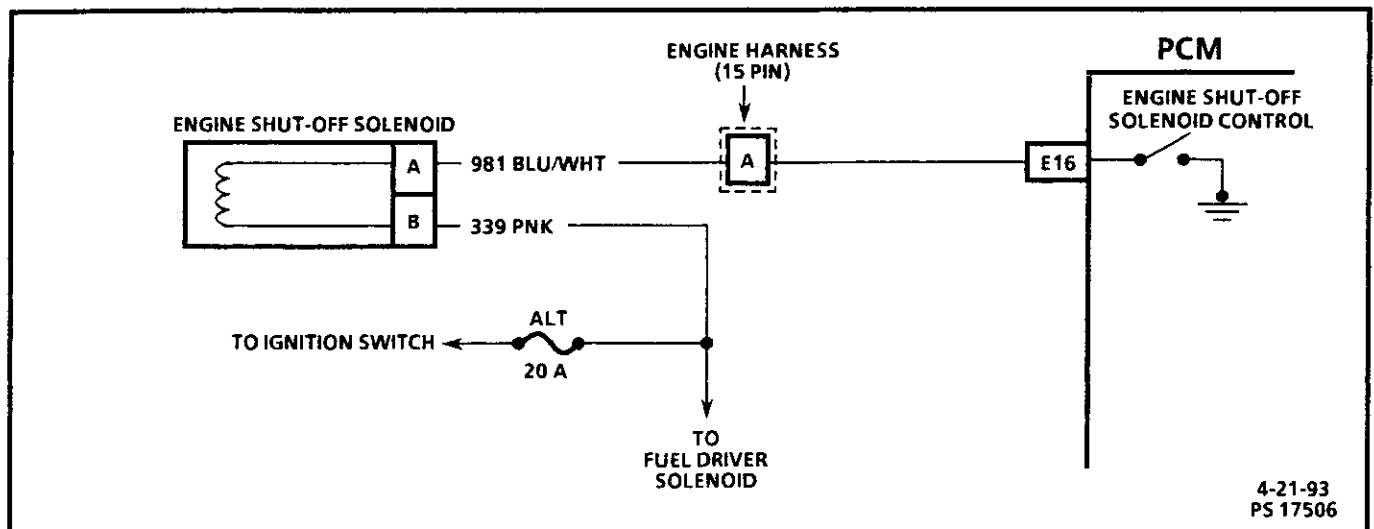 ENGINE HARNESS
(15 PIN)
PCM
ENGINE SHUT-OFF
SOLENOID CONTROL
ENGINE SHUT-OFF SOLENOID
A
981 BLU/WHT
A
E16
B
339 PNK
ALT
TO IGNITION SWITCH
20 A
TO
FUEL DRIVER
SOLENOID
4-21-93
PS 17506